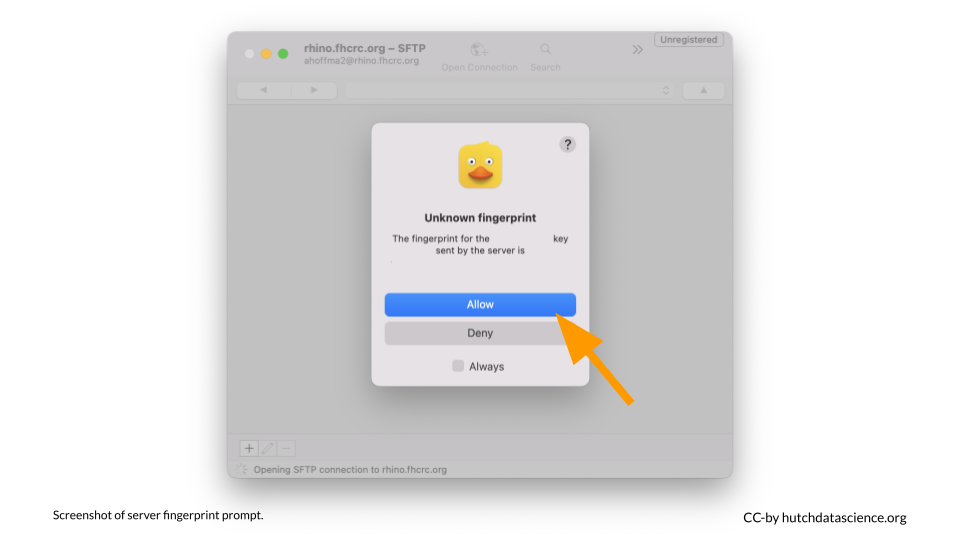 rhino.fhcrc.org – SFTP
ahoffma2@rhino.fhcrc.org
Open Connection
Search
Unregistered
?
Unknown fingerprint
The fingerprint for the key
sent by the server is
Allow
Deny
Always
Opening SFTP connection to rhino.fhcrc.org
Screenshot of server fingerprint prompt.
CC-by hutchdatascience.org